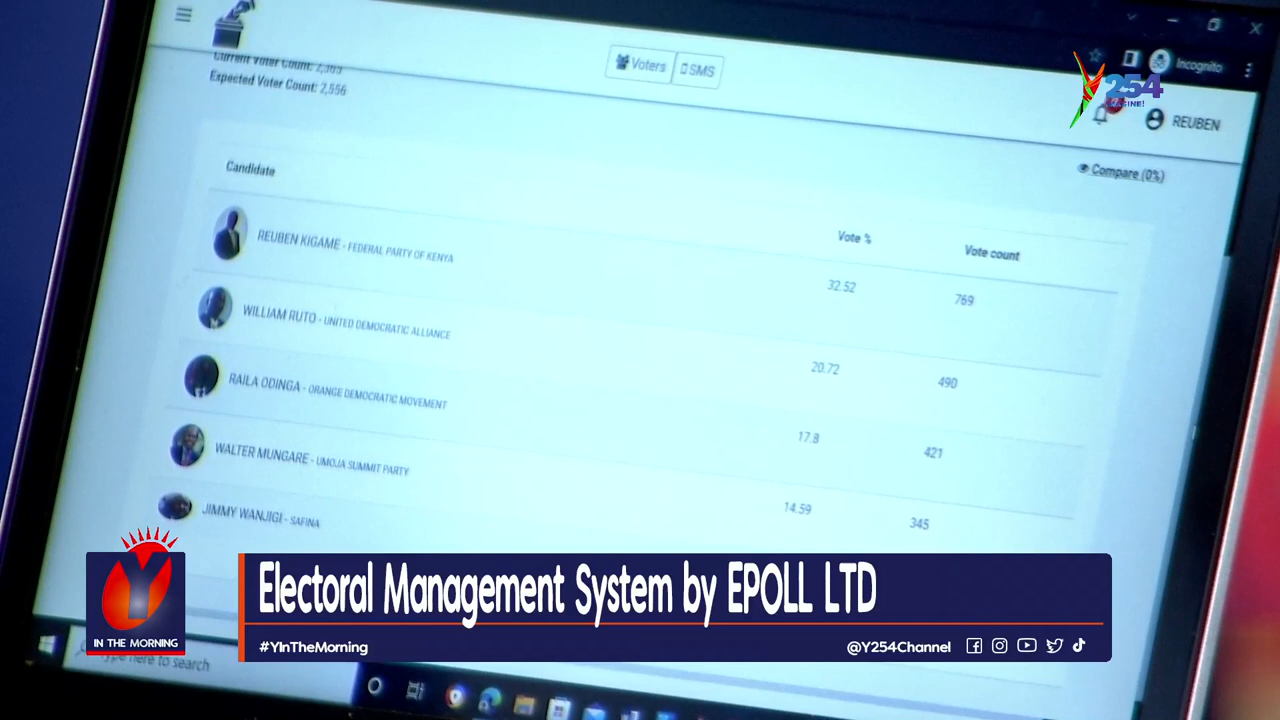 Current Voter Count: 2,365
Expected Voter Count: 2,556
Voters SMS
Incognito
Y254
IMAGINE!
REUBEN
Compare (0%)
Candidate Vote % Vote count
REUBEN KIGAME - FEDERAL PARTY OF KENYA 32.52 769
WILLIAM RUTO - UNITED DEMOCRATIC ALLIANCE 20.72 490
RAILA ODINGA - ORANGE DEMOCRATIC MOVEMENT 17.8 421
WALTER MUNGARE - UMOJA SUMMIT PARTY 14.59 345
JIMMY WANJIGI - SAFINA
Electoral Management System by EPOLL LTD
Y
IN THE MORNING
#YInTheMorning
@Y254Channel
Type here to search